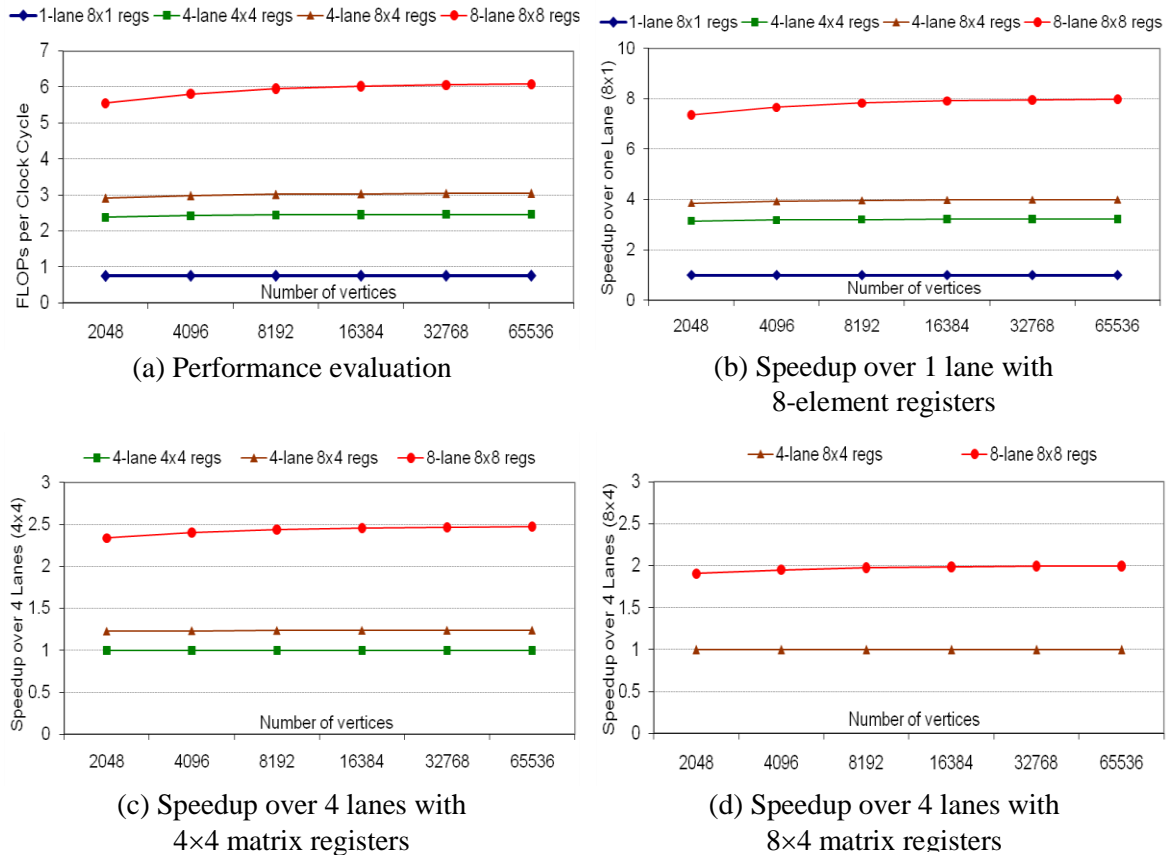 1-lane 8x1 regs 4-lane 4x4 regs 4-lane 8x4 regs 8-lane 8x8 regs
FLOPs per Clock Cycle
7
6
5
4
3
2
1
0
Number of vertices
2048 4096 8192 16384 32768 65536
(a) Performance evaluation
1-lane 8x1 regs 4-lane 4x4 regs 4-lane 8x4 regs 8-lane 8x8 regs
Speedup over one Lane (8x1)
10
8
6
4
2
0
Number of vertices
2048 4096 8192 16384 32768 65536
(b) Speedup over 1 lane with
8-element registers
4-lane 4x4 regs 4-lane 8x4 regs 8-lane 8x8 regs
Speedup over 4 Lanes (4x4)
3
2.5
2
1.5
1
0.5
0
Number of vertices
2048 4096 8192 16384 32768 65536
(c) Speedup over 4 lanes with
4×4 matrix registers
4-lane 8x4 regs 8-lane 8x8 regs
Speedup over 4 Lanes (8x4)
3
2.5
2
1.5
1
0.5
0
Number of vertices
2048 4096 8192 16384 32768 65536
(d) Speedup over 4 lanes with
8×4 matrix registers